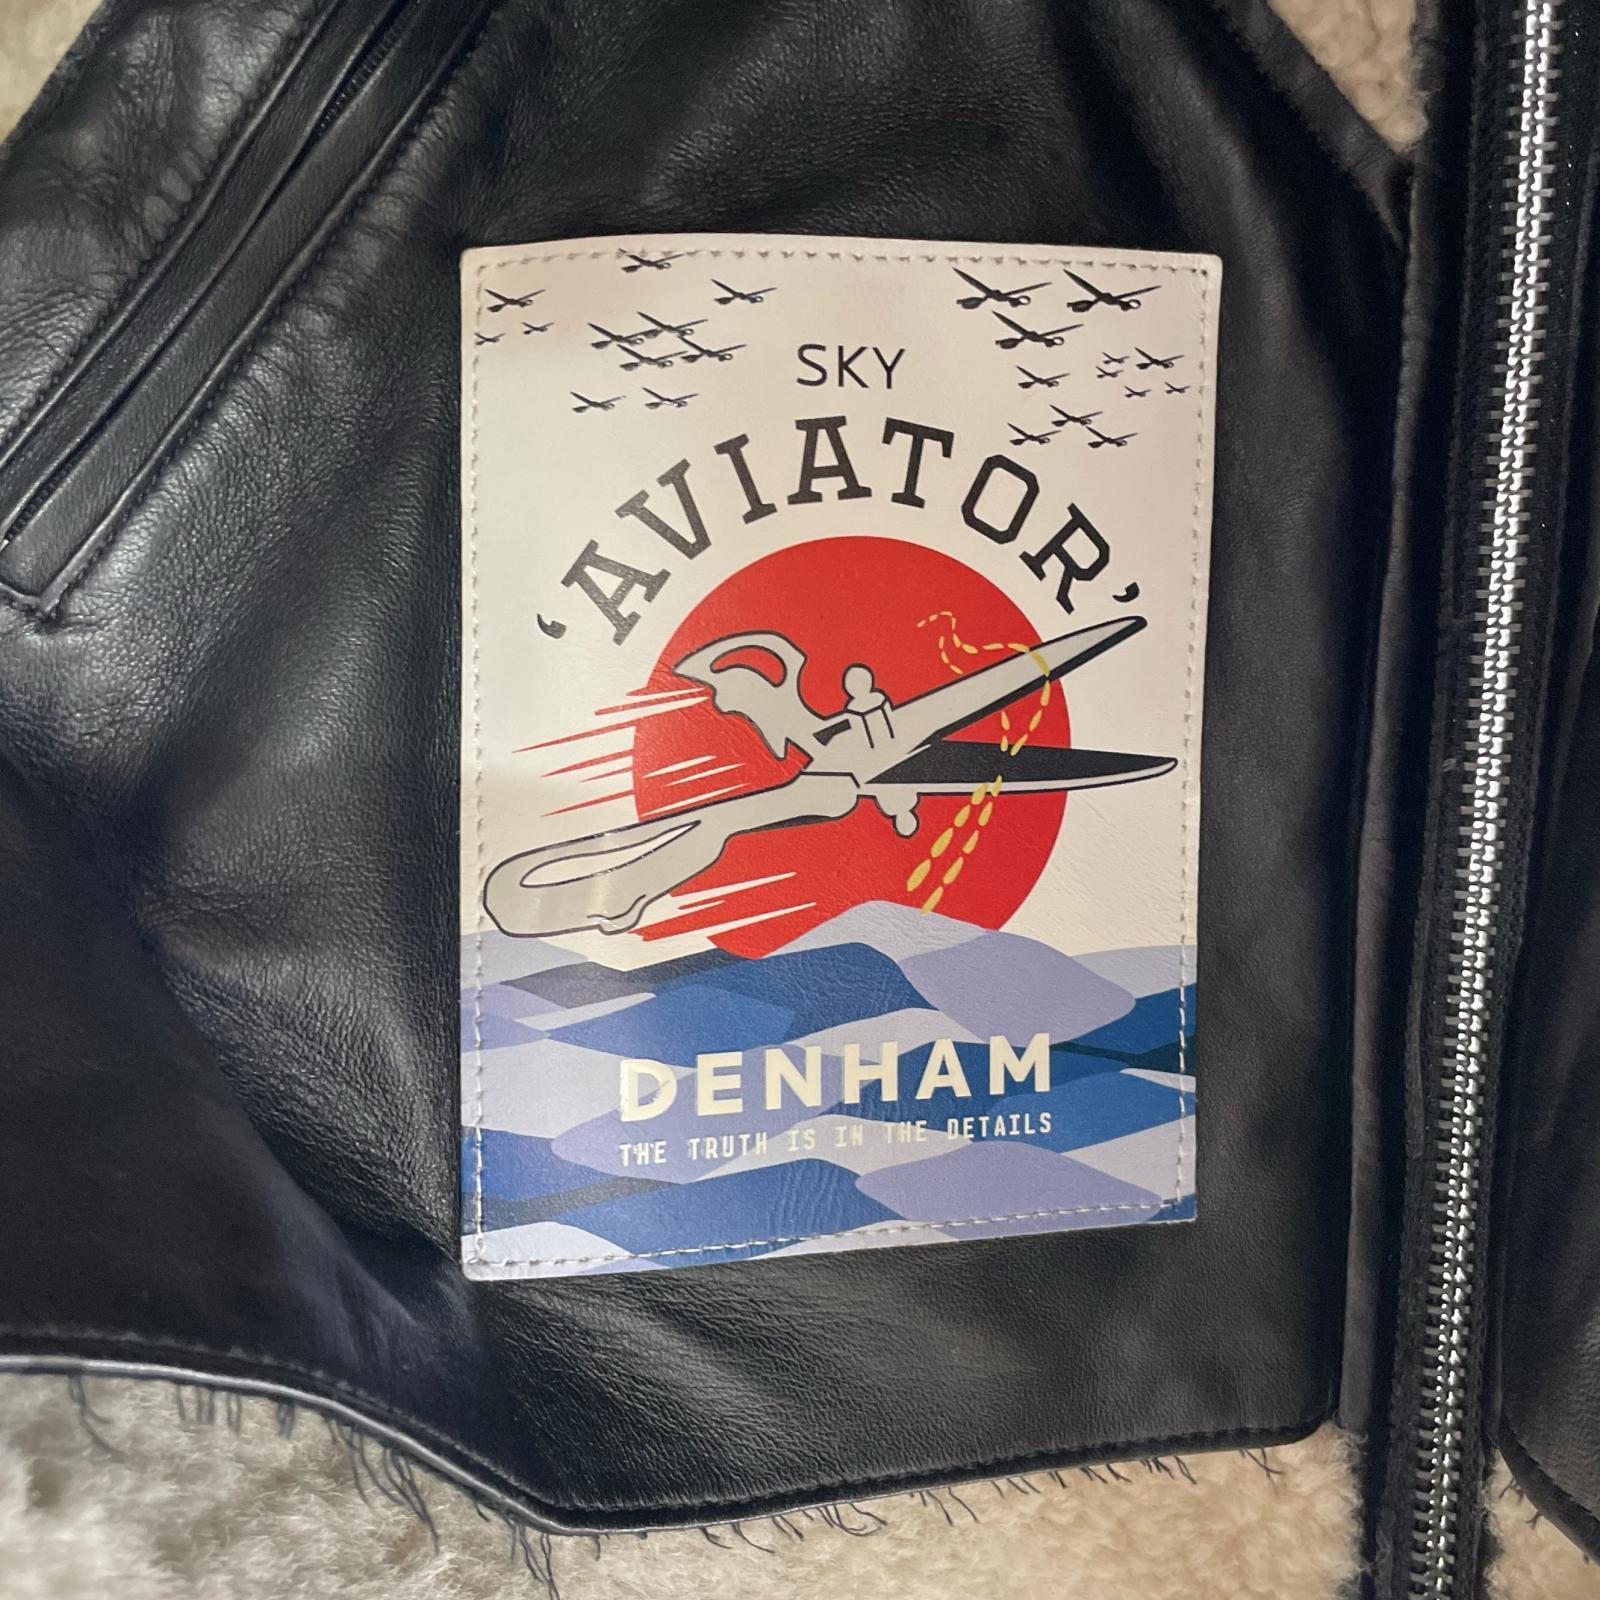 SKY
‘AVIATOR’
DENHAM
THE TRUTH IS IN THE DETAILS